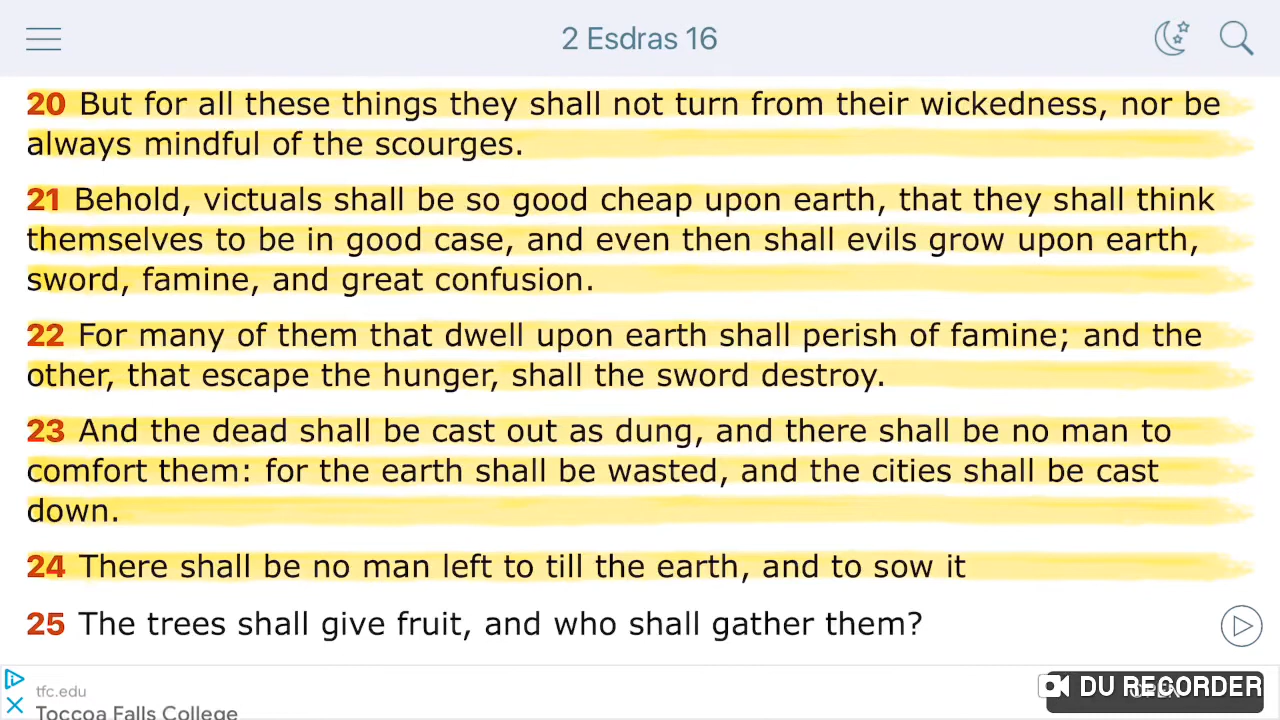 2 Esdras 16
20 But for all these things they shall not turn from their wickedness, nor be
always mindful of the scourges.
21 Behold, victuals shall be so good cheap upon earth, that they shall think
themselves to be in good case, and even then shall evils grow upon earth,
sword, famine, and great confusion.
22 For many of them that dwell upon earth shall perish of famine; and the
other, that escape the hunger, shall the sword destroy.
23 And the dead shall be cast out as dung, and there shall be no man to
comfort them: for the earth shall be wasted, and the cities shall be cast
down.
24 There shall be no man left to till the earth, and to sow it
25 The trees shall give fruit, and who shall gather them?
tfc.edu
Toccoa Falls College
OPEN
DU RECORDER